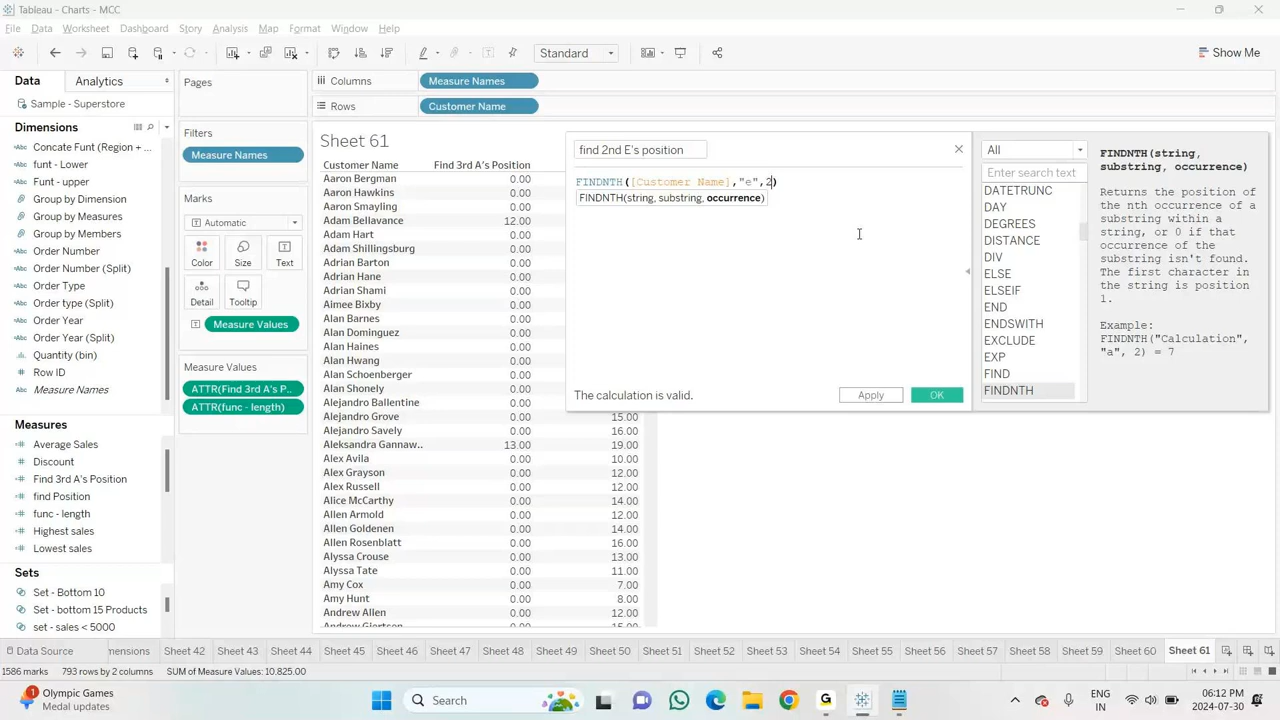 Tableau - Charts - MCC
File Data Worksheet Dashboard Story Analysis Map Format Window Help
Standard
Show Me
Data Analytics
Sample - Superstore
Dimensions
Concate Funt (Region + ...
funt - Lower
Funt - upper
Group by Dimension
Group by Measures
Group by Members
Order Number
Order Number (Split)
Order Type
Order type (Split)
Order Year
Order Year (Split)
Quantity (bin)
Row ID
Measure Names
Measures
Average Sales
Discount
Find 3rd A's Position
find Position
func - length
Highest sales
Lowest sales
Sets
Set - Bottom 10
Set - bottom 15 Products
set - sales < 5000
Pages
Filters
Measure Names
Marks
Automatic
Color Size Text
Detail Tooltip
Measure Values
Measure Values
ATTR(Find 3rd A's P..
ATTR(func - length)
Columns Measure Names
Rows Customer Name
Sheet 61
Customer Name Find 3rd A's Position
Aaron Bergman 0.00
Aaron Hawkins 0.00
Aaron Smayling 0.00
Adam Bellavance 12.00
Adam Hart 0.00
Adam Shillingsburg 0.00
Adrian Barton 0.00
Adrian Hane 0.00
Adrian Shami 0.00
Aimee Bixby 0.00
Alan Barnes 0.00
Alan Dominguez 0.00
Alan Haines 0.00
Alan Hwang 0.00
Alan Schoenberger 0.00
Alan Shonely 0.00
Alejandro Ballentine 0.00
Alejandro Grove 0.00 15.00
Alejandro Savely 0.00 16.00
Aleksandra Gannaw.. 13.00 19.00
Alex Avila 0.00 10.00
Alex Grayson 0.00 12.00
Alex Russell 0.00 12.00
Alice McCarthy 0.00 14.00
Allen Armold 0.00 12.00
Allen Goldenen 0.00 14.00
Allen Rosenblatt 0.00 16.00
Alyssa Crouse 0.00 13.00
Alyssa Tate 0.00 11.00
Amy Cox 0.00 7.00
Amy Hunt 0.00 8.00
Andrew Allen 0.00 12.00
Andrew Gjertsen 0.00 15.00
find 2nd E's position
FINDNTH([Customer Name],"e",2)
FINDNTH(string, substring, occurrence)
The calculation is valid.
Apply OK
All
Enter search text
DATETRUNC
DAY
DEGREES
DISTANCE
DIV
ELSE
ELSEIF
END
ENDSWITH
EXCLUDE
EXP
FIND
FINDNTH
FINDNTH(string,
substring, occurrence)
Returns the position of
the nth occurrence of a
substring within a
string, or 0 if that
occurrence of the
substring isn't found.
The first character in
the string is position
1.
Example:
FINDNTH("Calculation",
"a", 2) = 7
Data Source mensions Sheet 42 Sheet 43 Sheet 44 Sheet 45 Sheet 46 Sheet 47 Sheet 48 Sheet 49 Sheet 50 Sheet 51 Sheet 52 Sheet 53 Sheet 54 Sheet 55 Sheet 56 Sheet 57 Sheet 58 Sheet 59 Sheet 60 Sheet 61
1586 marks 793 rows by 2 columns SUM of Measure Values: 10,825.00
1 Olympic Games
Medal updates
Search
ENG
IN
06:12 PM
2024-07-30